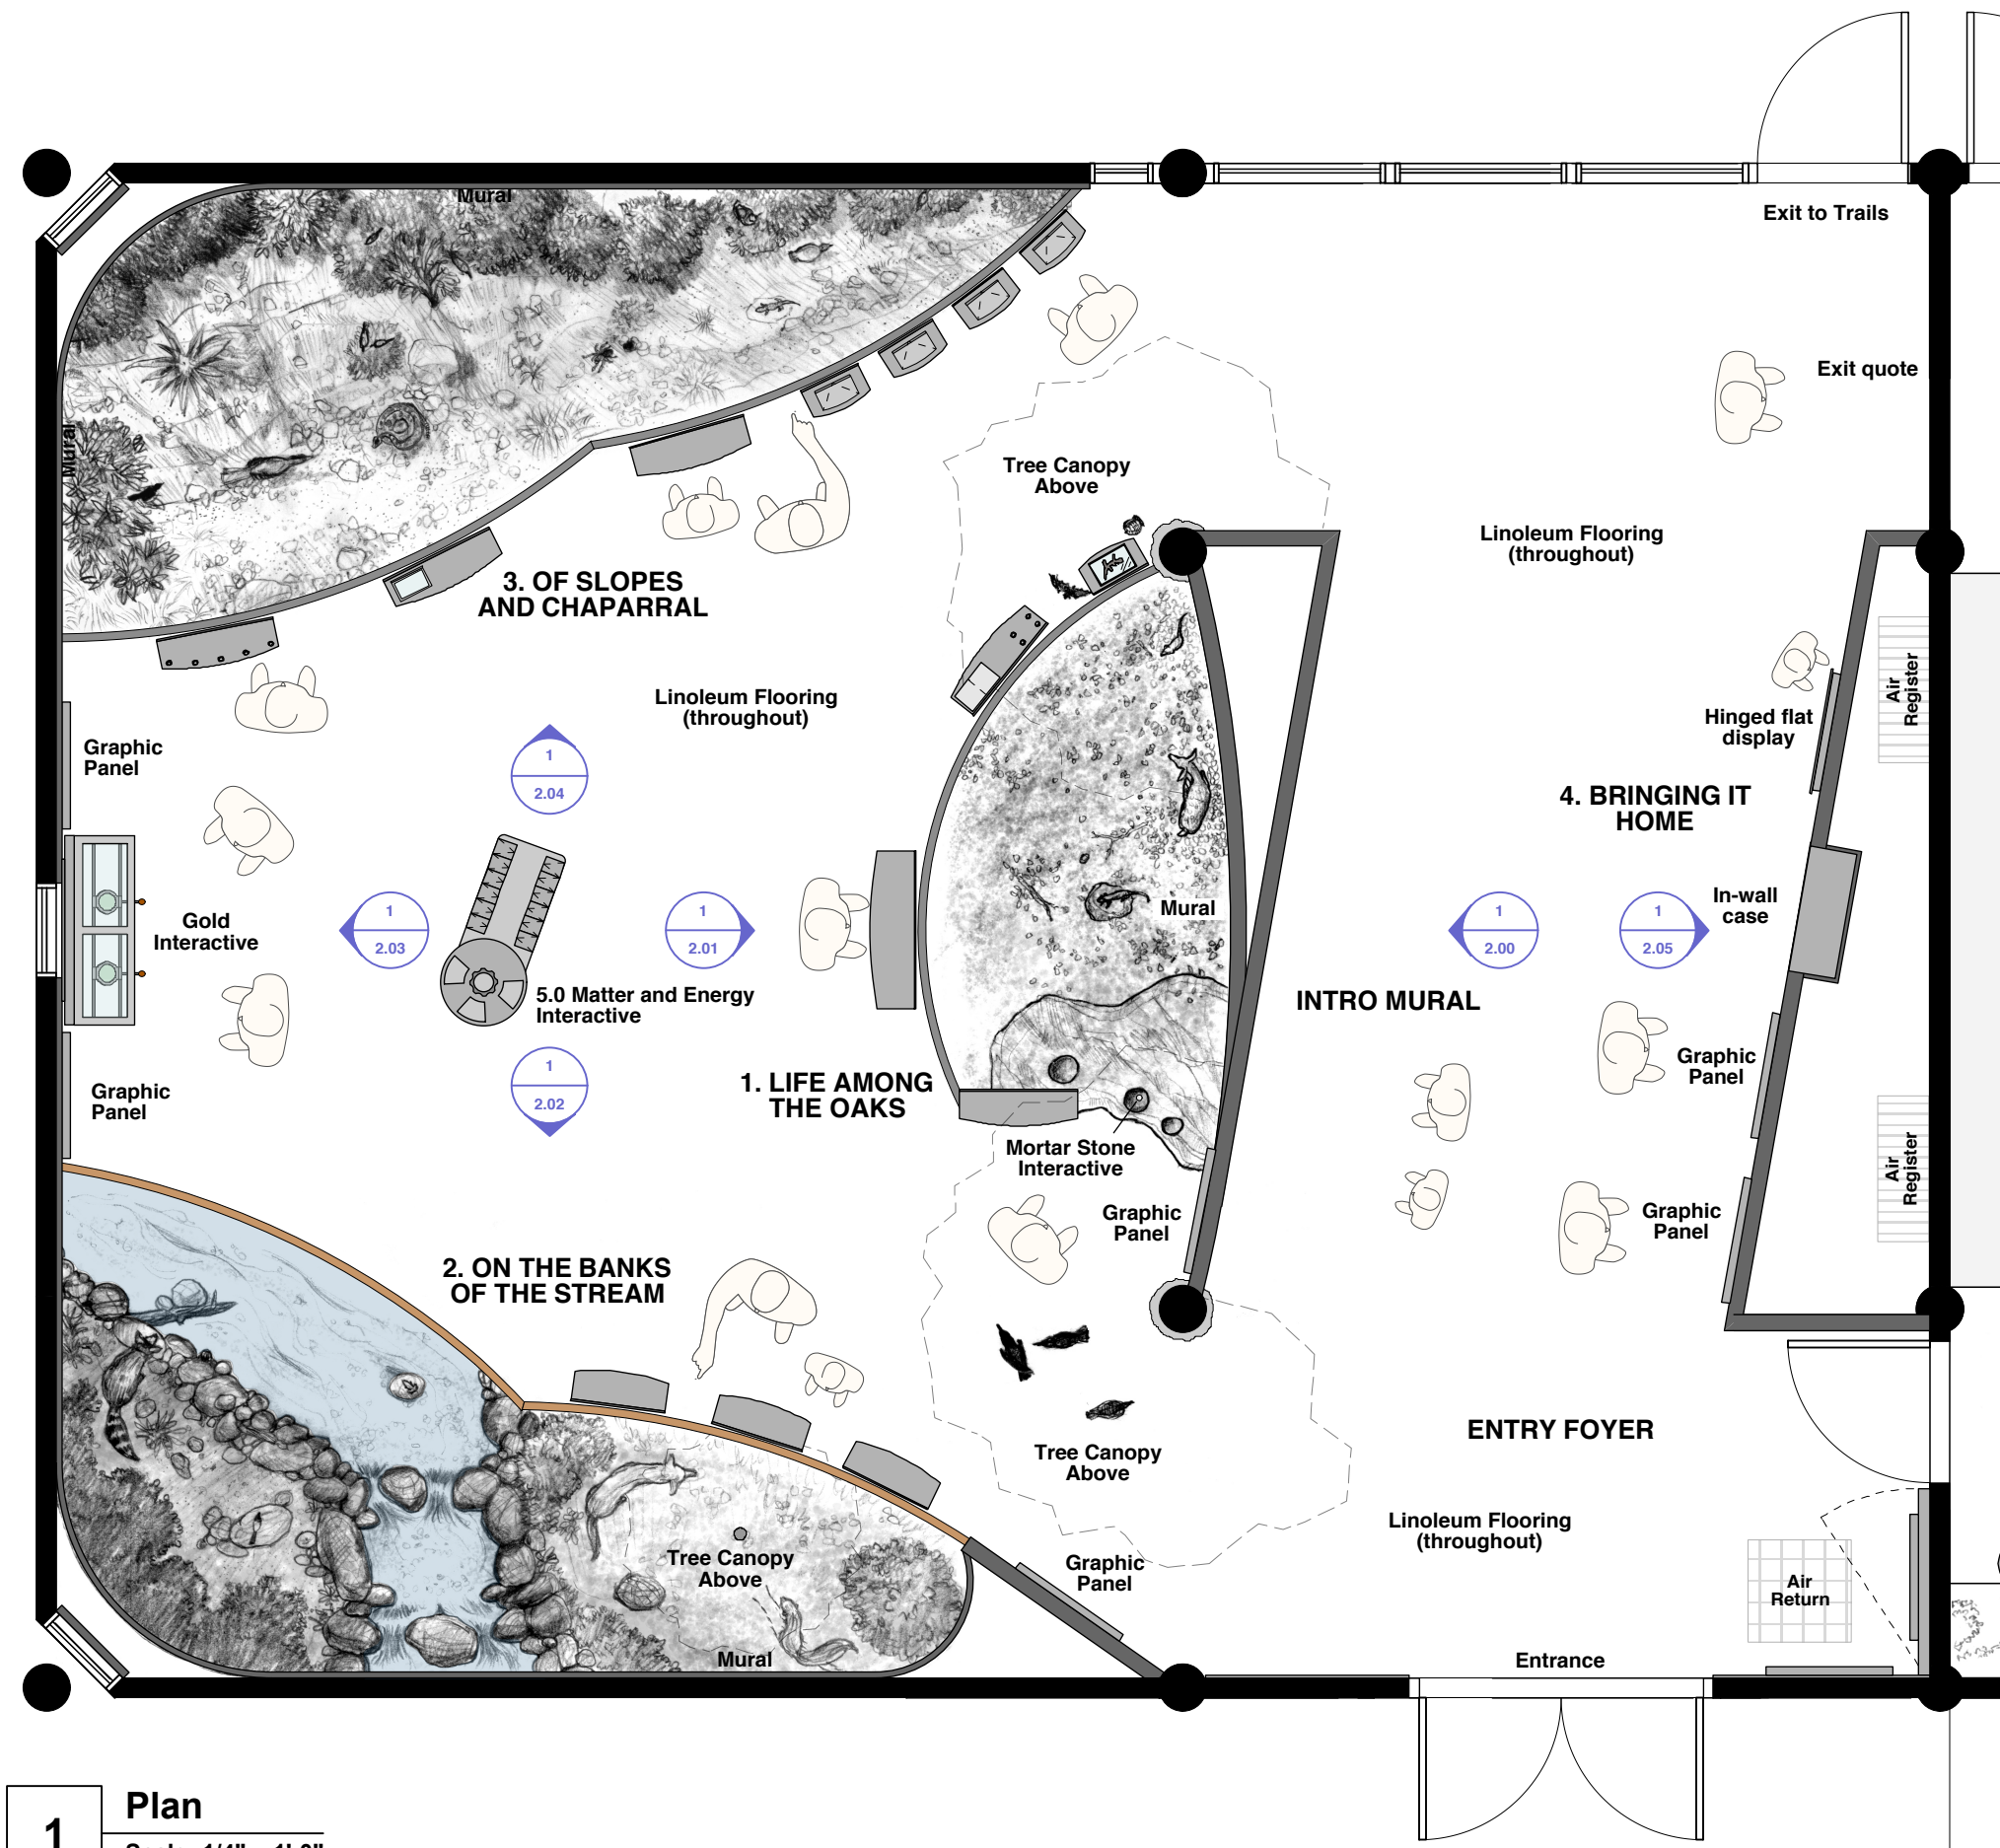 Mural
Exit to Trails
Exit quote
Mural
Tree Canopy
Above
Linoleum Flooring
(throughout)
3. OF SLOPES
AND CHAPARRAL
Linoleum Flooring
(throughout)
Air
Register
Hinged flat
display
Graphic
Panel
1
2.04
4. BRINGING IT
HOME
Gold
Interactive
1
2.03
1
2.01
Mural
1
2.00
1
2.05
In-wall
case
5.0 Matter and Energy
Interactive
INTRO MURAL
Graphic
Panel
1
2.02
1. LIFE AMONG
THE OAKS
Graphic
Panel
Mortar Stone
Interactive
Air
Register
Graphic
Panel
Graphic
Panel
2. ON THE BANKS
OF THE STREAM
ENTRY FOYER
Tree Canopy
Above
Linoleum Flooring
(throughout)
Tree Canopy
Above
Graphic
Panel
Air
Return
Mural
Entrance
1
Plan